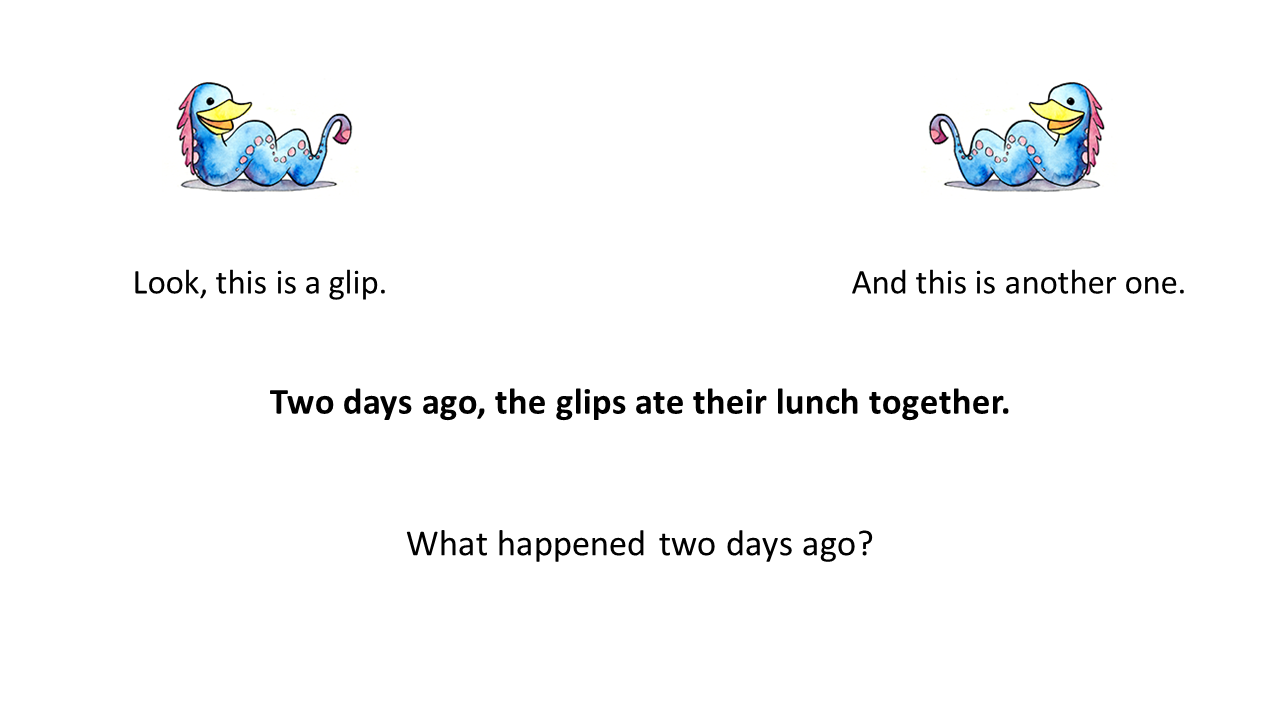 Look, this is a glip.
And this is another one.
Two days ago, the glips ate their lunch together.
What happened two days ago?